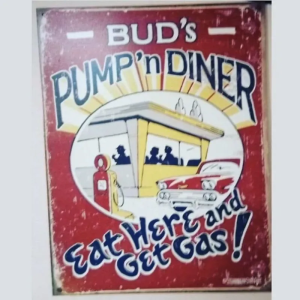 BUD's
PUMP'n DINER
Eat Here and
Get Gas!